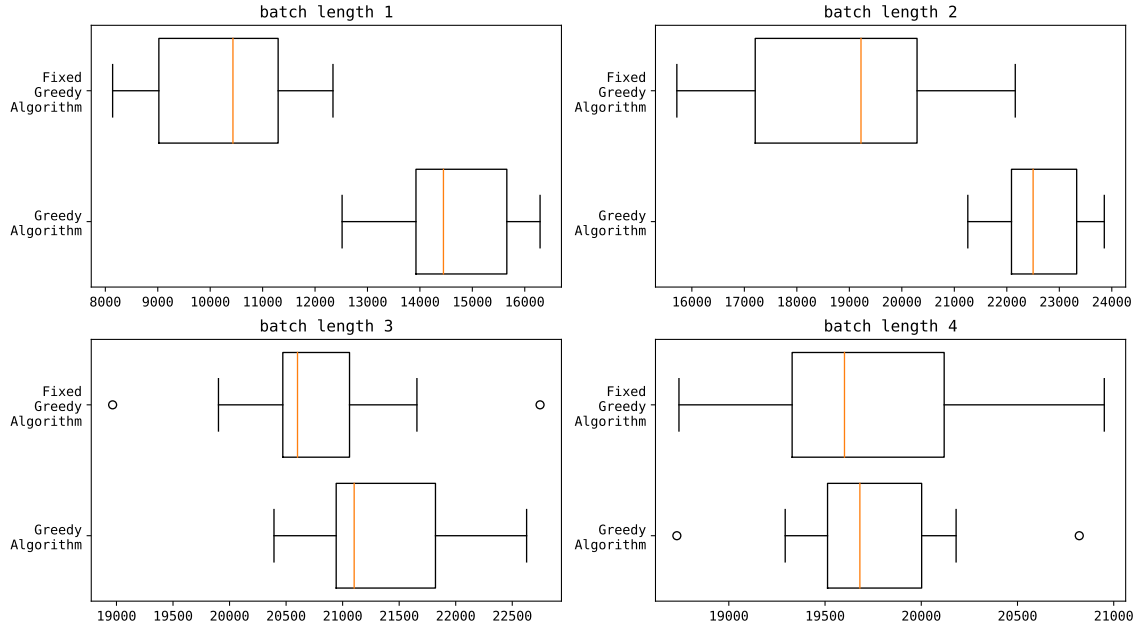 batch length 1
Fixed
Greedy
Algorithm
Greedy
Algorithm
8000 9000 10000 11000 12000 13000 14000 15000 16000
batch length 2
Fixed
Greedy
Algorithm
Greedy
Algorithm
16000 17000 18000 19000 20000 21000 22000 23000 24000
batch length 3
Fixed
Greedy
Algorithm
Greedy
Algorithm
19000 19500 20000 20500 21000 21500 22000 22500
batch length 4
Fixed
Greedy
Algorithm
Greedy
Algorithm
19000 19500 20000 20500 21000